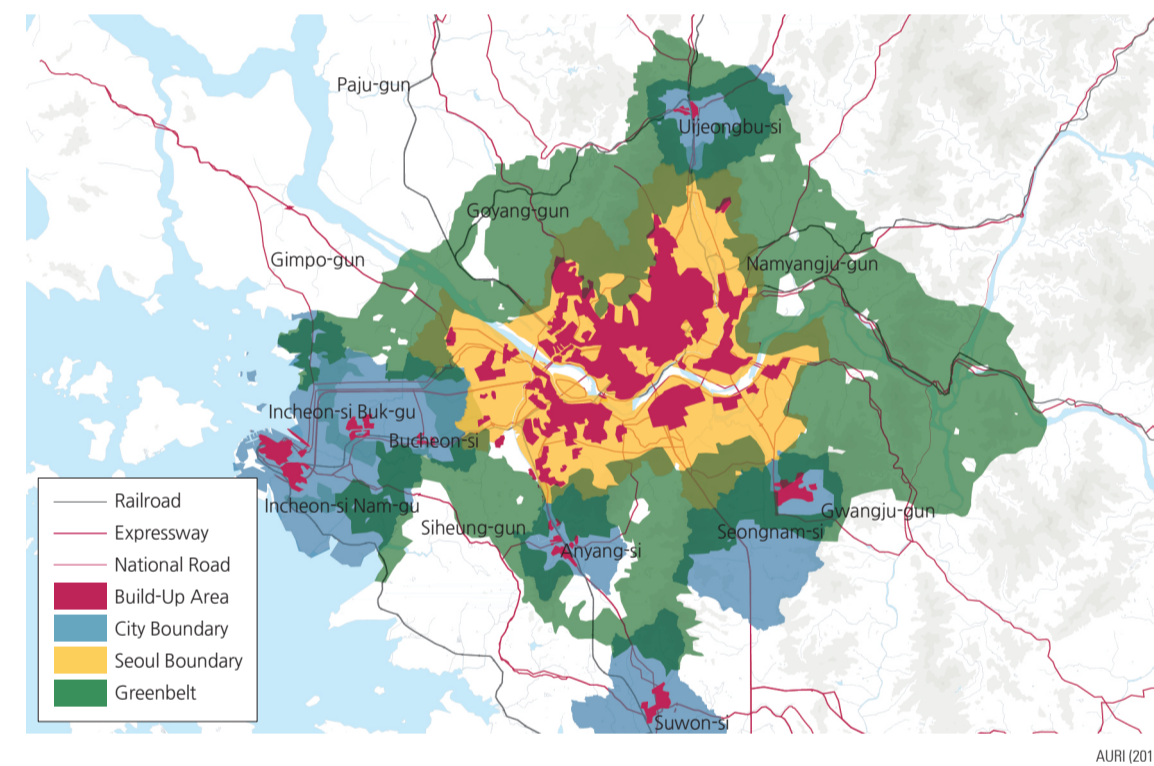 Paju-gun
Uijeongbu-si
Goyang-gun
Gimpo-gun
Namyangju-gun
Incheon-si Buk-gu
Bucheon-si
Incheon-si Nam-gu
Siheung-gun
Anyang-si
Seongnam-si
Gwangju-gun
Suwon-si
Railroad
Expressway
National Road
Build-Up Area
City Boundary
Seoul Boundary
Greenbelt
AURI (201